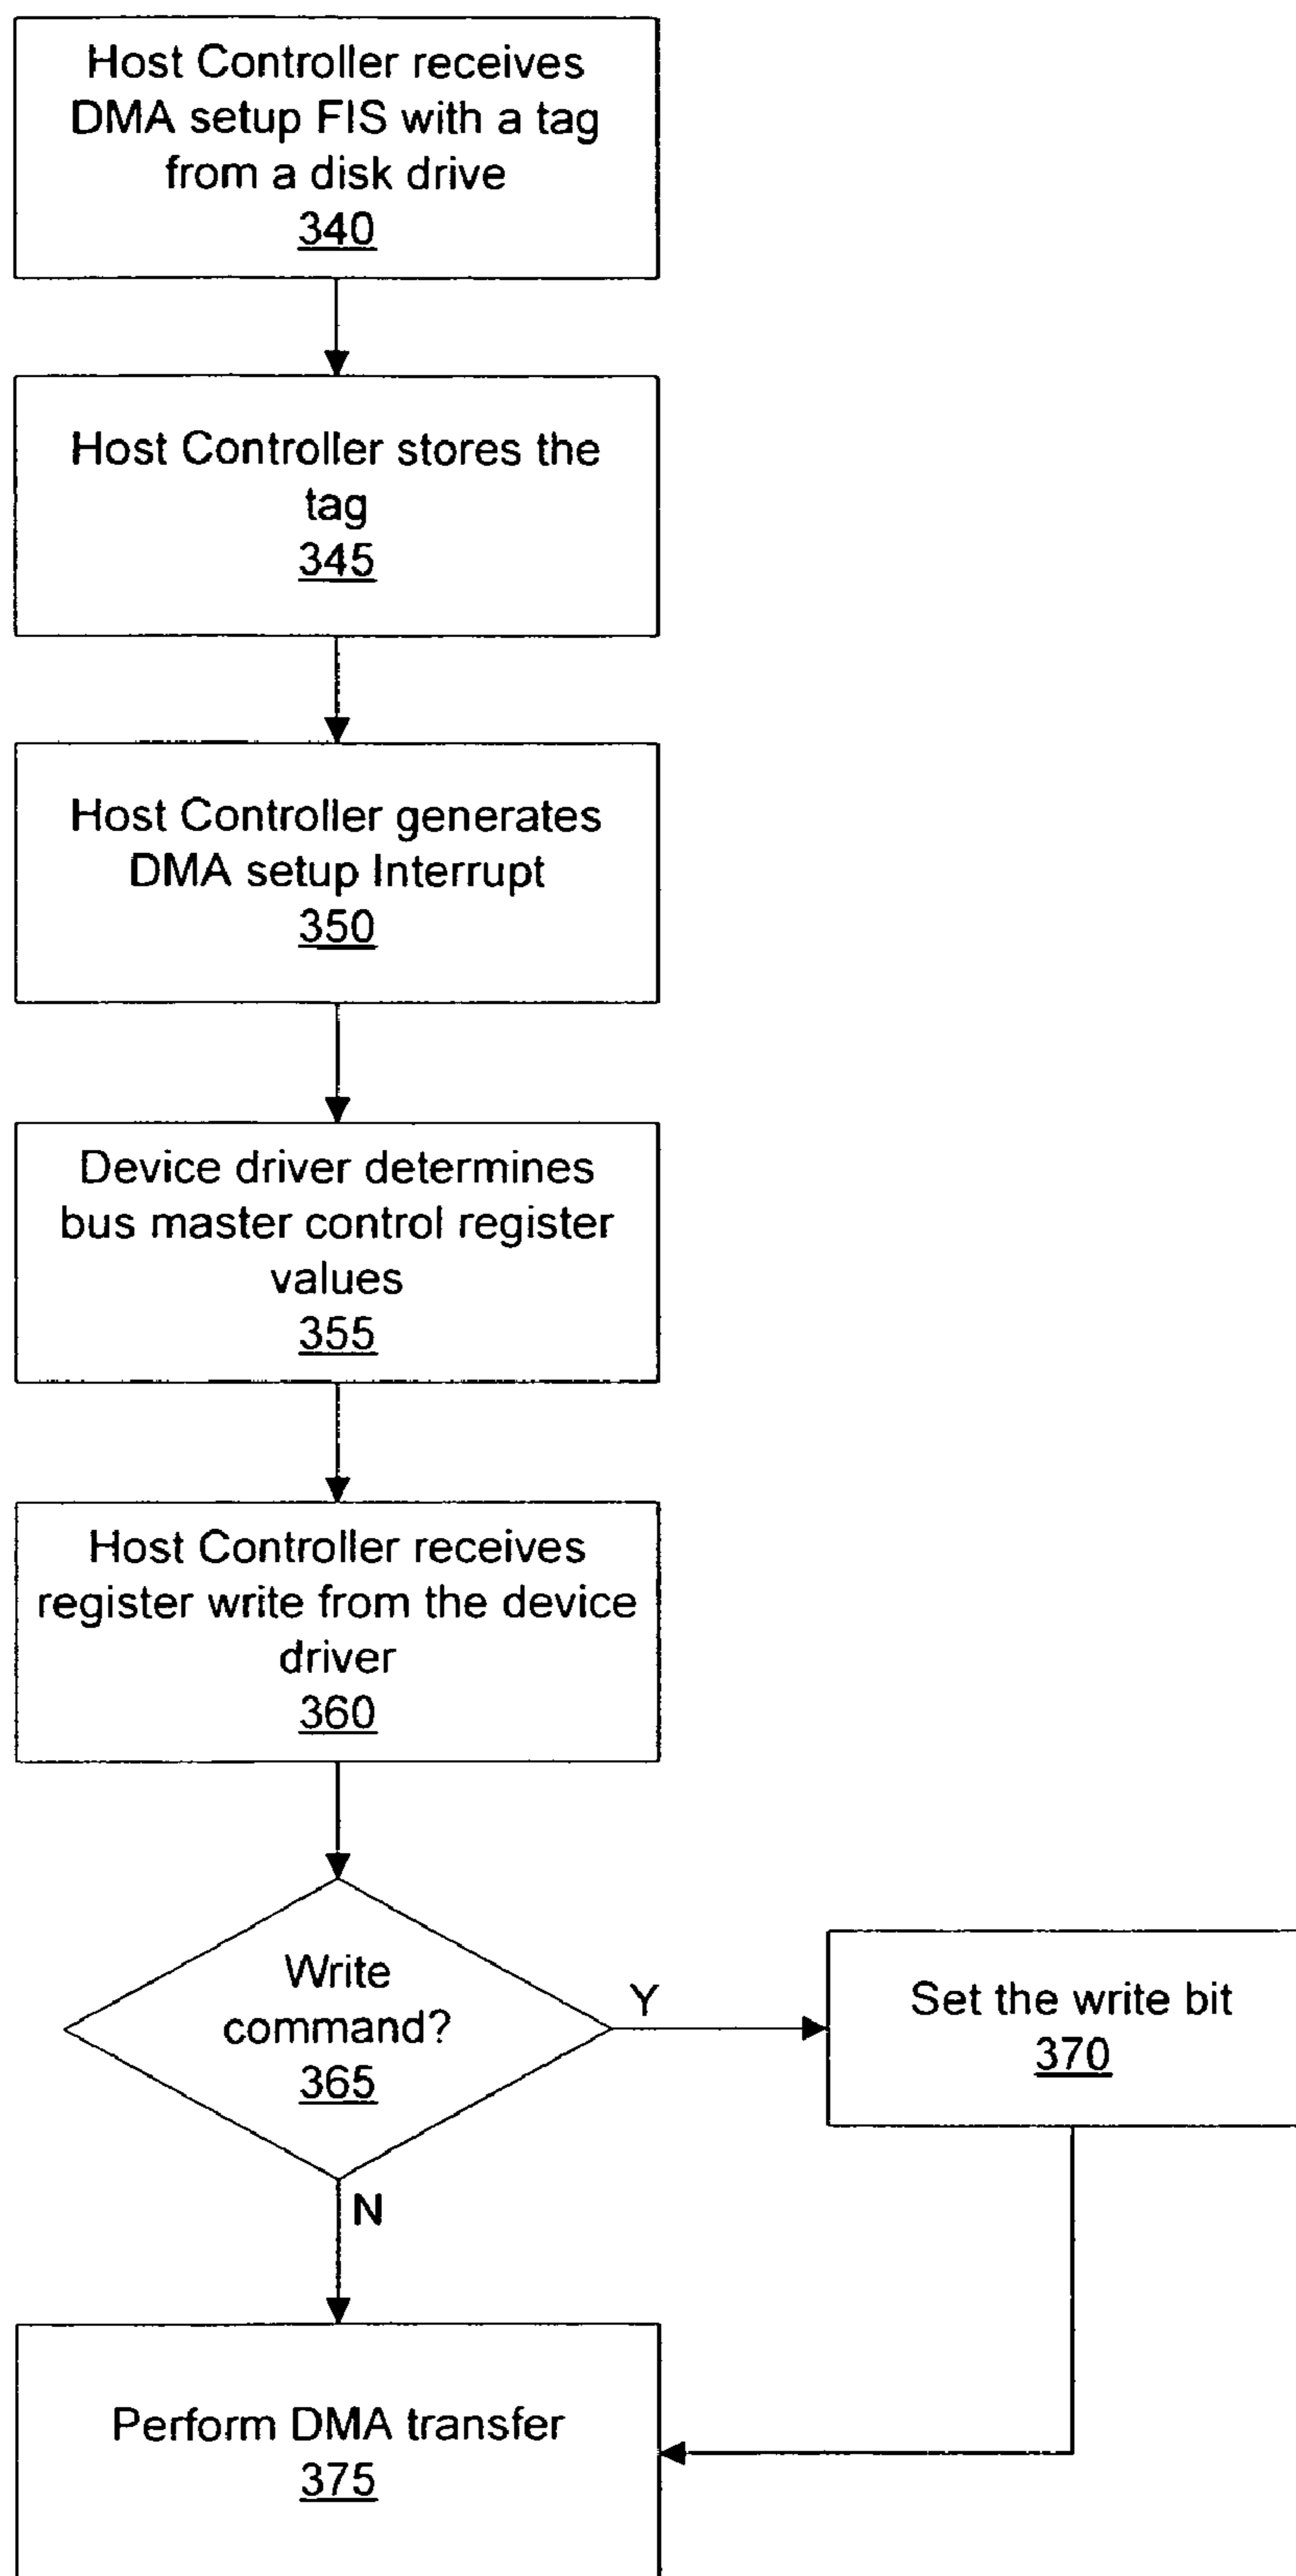 Host Controller receives
DMA setup FIS with a tag
from a disk drive
340
Host Controller stores the
tag
345
Host Controller generates
DMA setup Interrupt
350
Device driver determines
bus master control register
values
355
Host Controller receives
register write from the device
driver
360
Write
command?
365
Y
Set the write bit
370
N
Perform DMA transfer
375